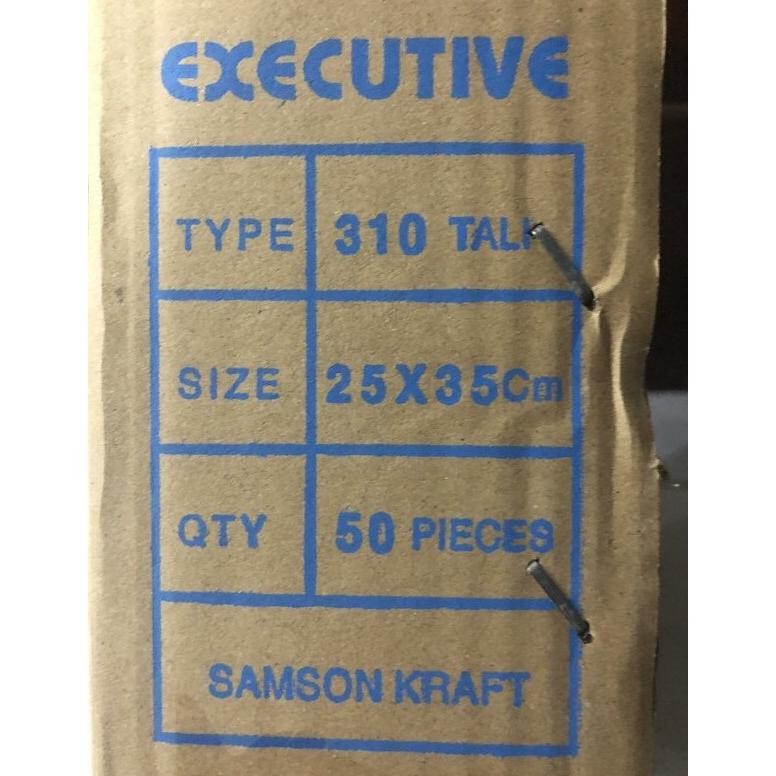 EXECUTIVE
TYPE 310
SIZE 25X35Cm
QTY 50 PIECES
SAMSON KRAFT